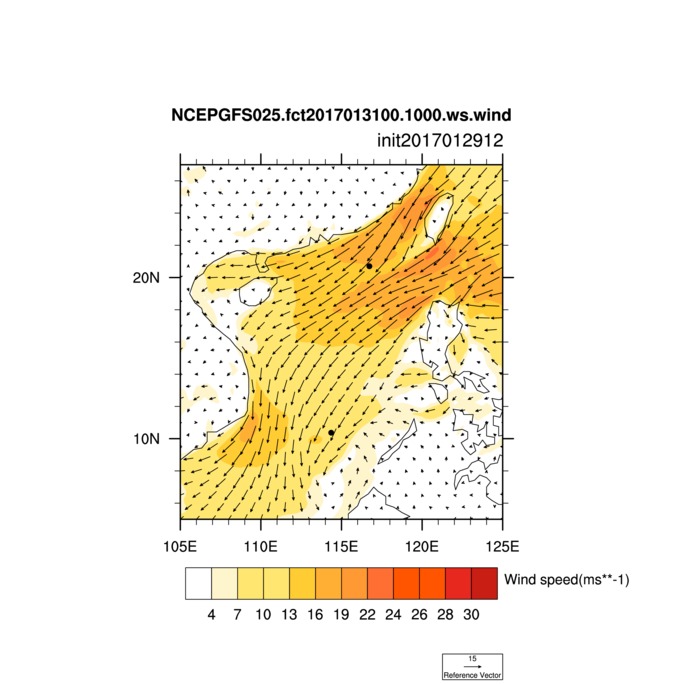 NCEPGFS025.fct2017013100.1000.ws.wind
init2017012912
20N
10N
105E 110E 115E 120E 125E
Wind speed(ms**-1)
4 7 10 13 16 19 22 24 26 28 30
15
Reference Vector